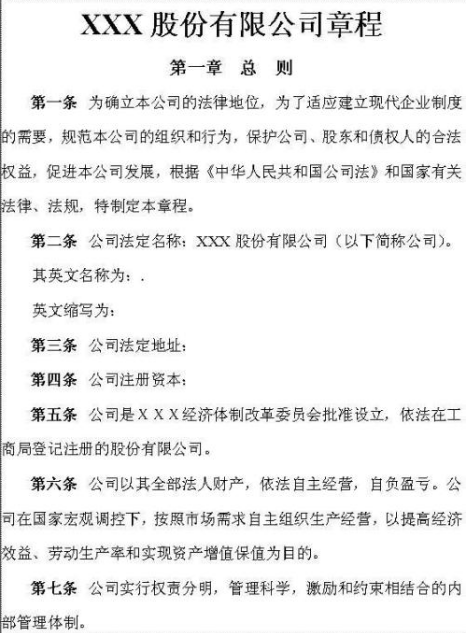 XXX 股份有限公司章程
第一章 总 则
第一条 为确立本公司的法律地位，为了适应建立现代企业制度
的需要，规范本公司的组织和行为，保护公司、股东和债权人的合法
权益，促进本公司发展，根据《中华人民共和国公司法》和国家有关
法律、法规，特制定本章程。
第二条 公司法定名称：XXX 股份有限公司（以下简称公司）。
其英文名称为：.
英文缩写为：
第三条 公司法定地址：
第四条 公司注册资本：
第五条 公司是ＸＸＸ经济体制改革委员会批准设立，依法在工
商局登记注册的股份有限公司。
第六条 公司以其全部法人财产，依法自主经营，自负盈亏。公
司在国家宏观调控下，按照市场需求自主组织生产经营，以提高经济
效益、劳动生产率和实现资产增值保值为目的。
第七条 公司实行权责分明，管理科学，激励和约束相结合的内
部管理体制。